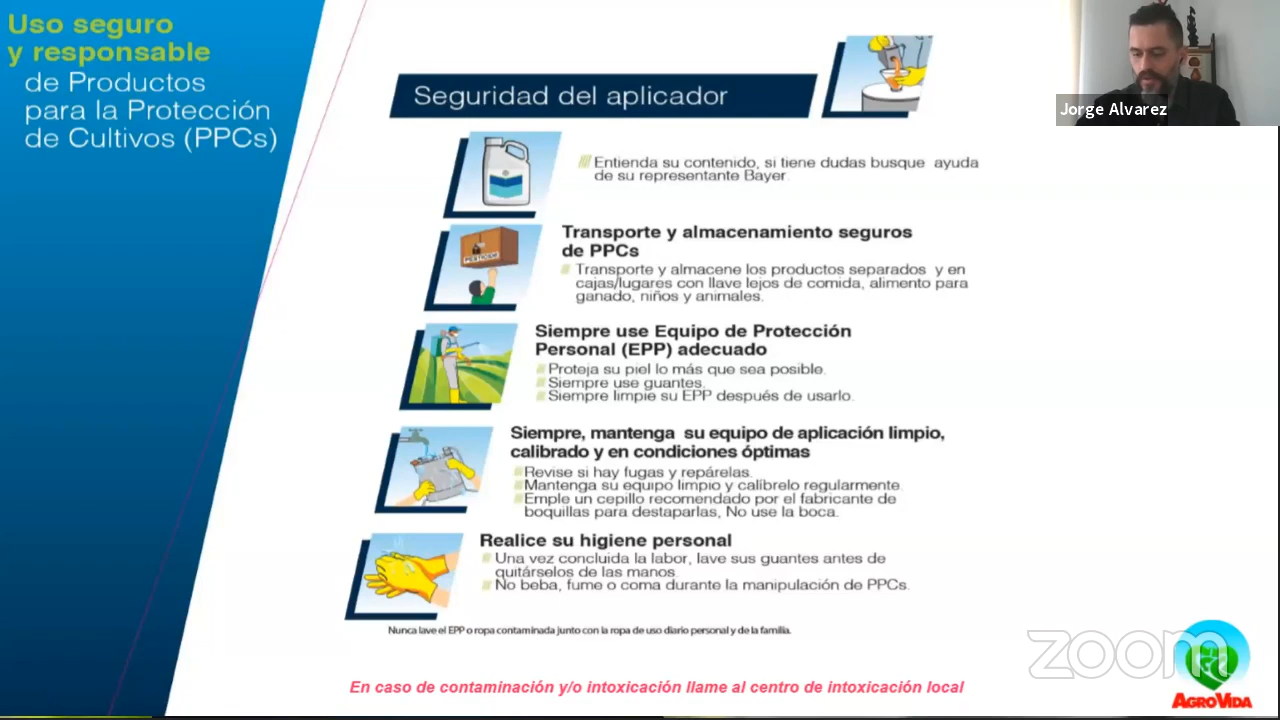 Uso seguro
y responsable
de Productos
para la Protección
de Cultivos (PPCs)
Seguridad del aplicador
Jorge Alvarez
Entienda su contenido, si tiene dudas busque ayuda
de su representante Bayer.
PESTICIDE
Transporte y almacenamiento seguros
de PPCs
Transporte y almacene los productos separados y en
cajas/lugares con llave lejos de comida, alimento para
ganado, niños y animales.
Siempre use Equipo de Protección
Personal (EPP) adecuado
Proteja su piel lo más que sea posible.
Siempre use guantes.
Siempre limpie su EPP después de usarlo.
Siempre, mantenga su equipo de aplicación limpio,
calibrado y en condiciones óptimas
Revise si hay fugas y repárelas.
Mantenga su equipo limpio y calíbrelo regularmente.
Emple un cepillo recomendado por el fabricante de
boquillas para destaparlas, No use la boca.
Realice su higiene personal
Una vez concluida la labor, lave sus guantes antes de
quitárselos de las manos.
No beba, fume o coma durante la manipulación de PPCs.
Nunca lave el EPP o ropa contaminada junto con la ropa de uso diario personal y de la familia.
En caso de contaminación y/o intoxicación llame al centro de intoxicación local
zoom
AGROVIDA